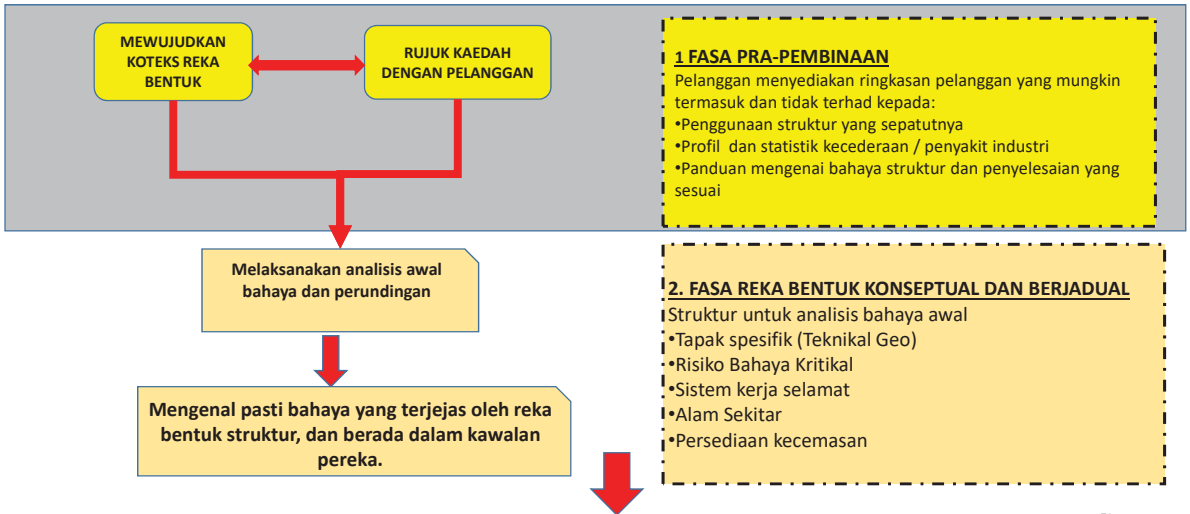 MEWUJUDKAN
KOTEKS REKA
BENTUK
RUJUK KAEDAH
DENGAN PELANGGAN
1 FASA PRA-PEMBINAAN
Pelanggan menyediakan ringkasan pelanggan yang mungkin
termasuk dan tidak terhad kepada:
•Penggunaan struktur yang sepatutnya
•Profil dan statistik kecederaan / penyakit industri
•Panduan mengenai bahaya struktur dan penyelesaian yang
sesuai
Melaksanakan analisis awal
bahaya dan perundingan
Mengenal pasti bahaya yang terjejas oleh reka
bentuk struktur, dan berada dalam kawalan
pereka.
2. FASA REKA BENTUK KONSEPTUAL DAN BERJADUAL
Struktur untuk analisis bahaya awal
•Tapak spesifik (Teknikal Geo)
•Risiko Bahaya Kritikal
•Sistem kerja selamat
•Alam Sekitar
•Persediaan kecemasan